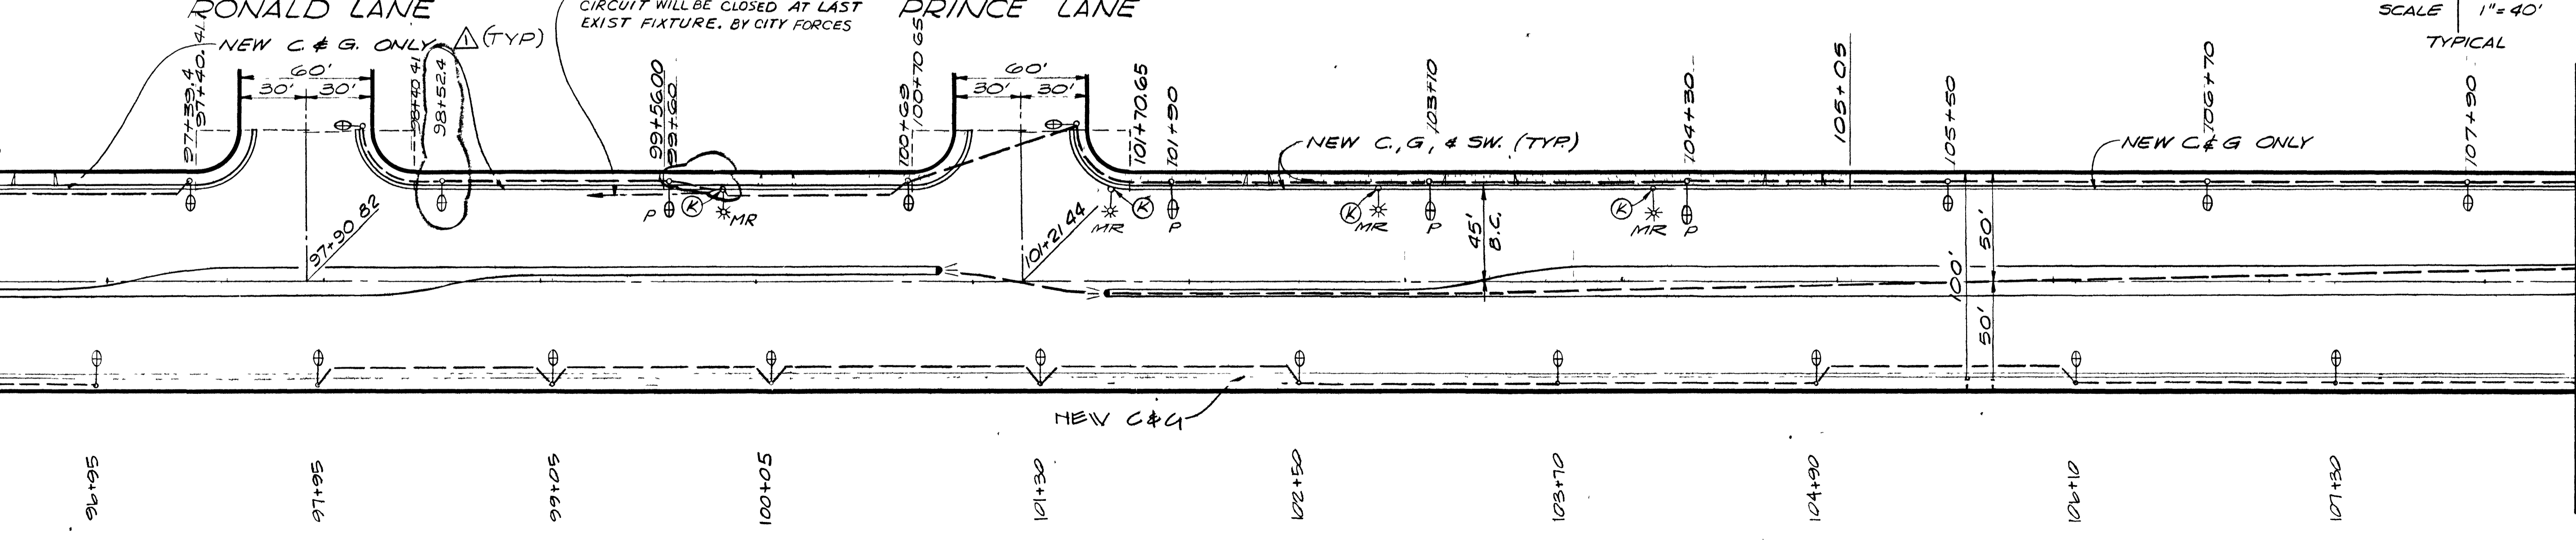 RONALD LANE
CIRCUIT WILL BE CLOSED AT LAST
EXIST FIXTURE. BY CITY FORCES
PRINCE LANE
SCALE 1"=40'
TYPICAL
NEW C. & G. ONLY
1 (TYP)
60'
30' 30'
60'
30' 30'
97+39.4
97+40.41
98+40 41
98+52.4
99+56.00
99+60
100+69
100+70 65
101+70.65
101+90
103+10
104+30
105+05
105+50
106+70
107+90
NEW C., G, & SW. (TYP.)
NEW C & G ONLY
P
K
MR
MR
K
P
K
MR
P
K
MR
P
97+90 82
101+21 44
45'
B.C.
100'
50'
50'
NEW C & G
96+95
97+95
99+05
100+05
101+30
102+50
103+70
104+90
106+10
107+30